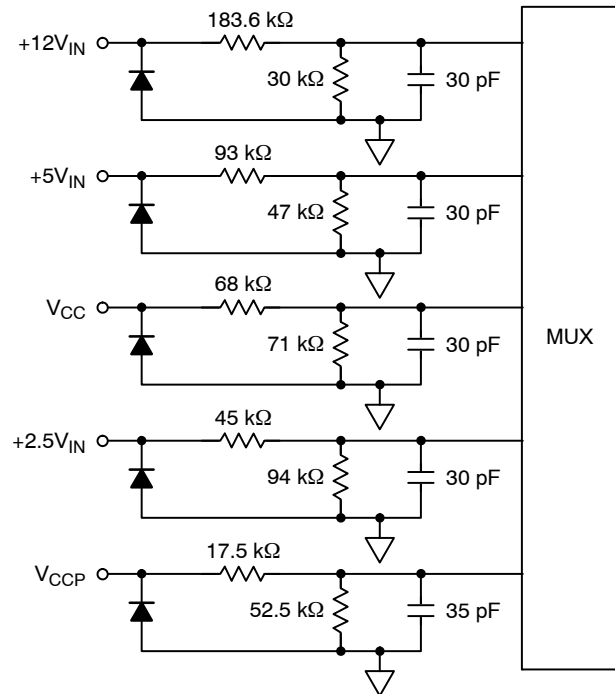 183.6 kΩ
+12V_IN
30 kΩ
30 pF
93 kΩ
+5V_IN
47 kΩ
30 pF
68 kΩ
V_CC
71 kΩ
30 pF
MUX
45 kΩ
+2.5V_IN
94 kΩ
30 pF
17.5 kΩ
V_CCP
52.5 kΩ
35 pF